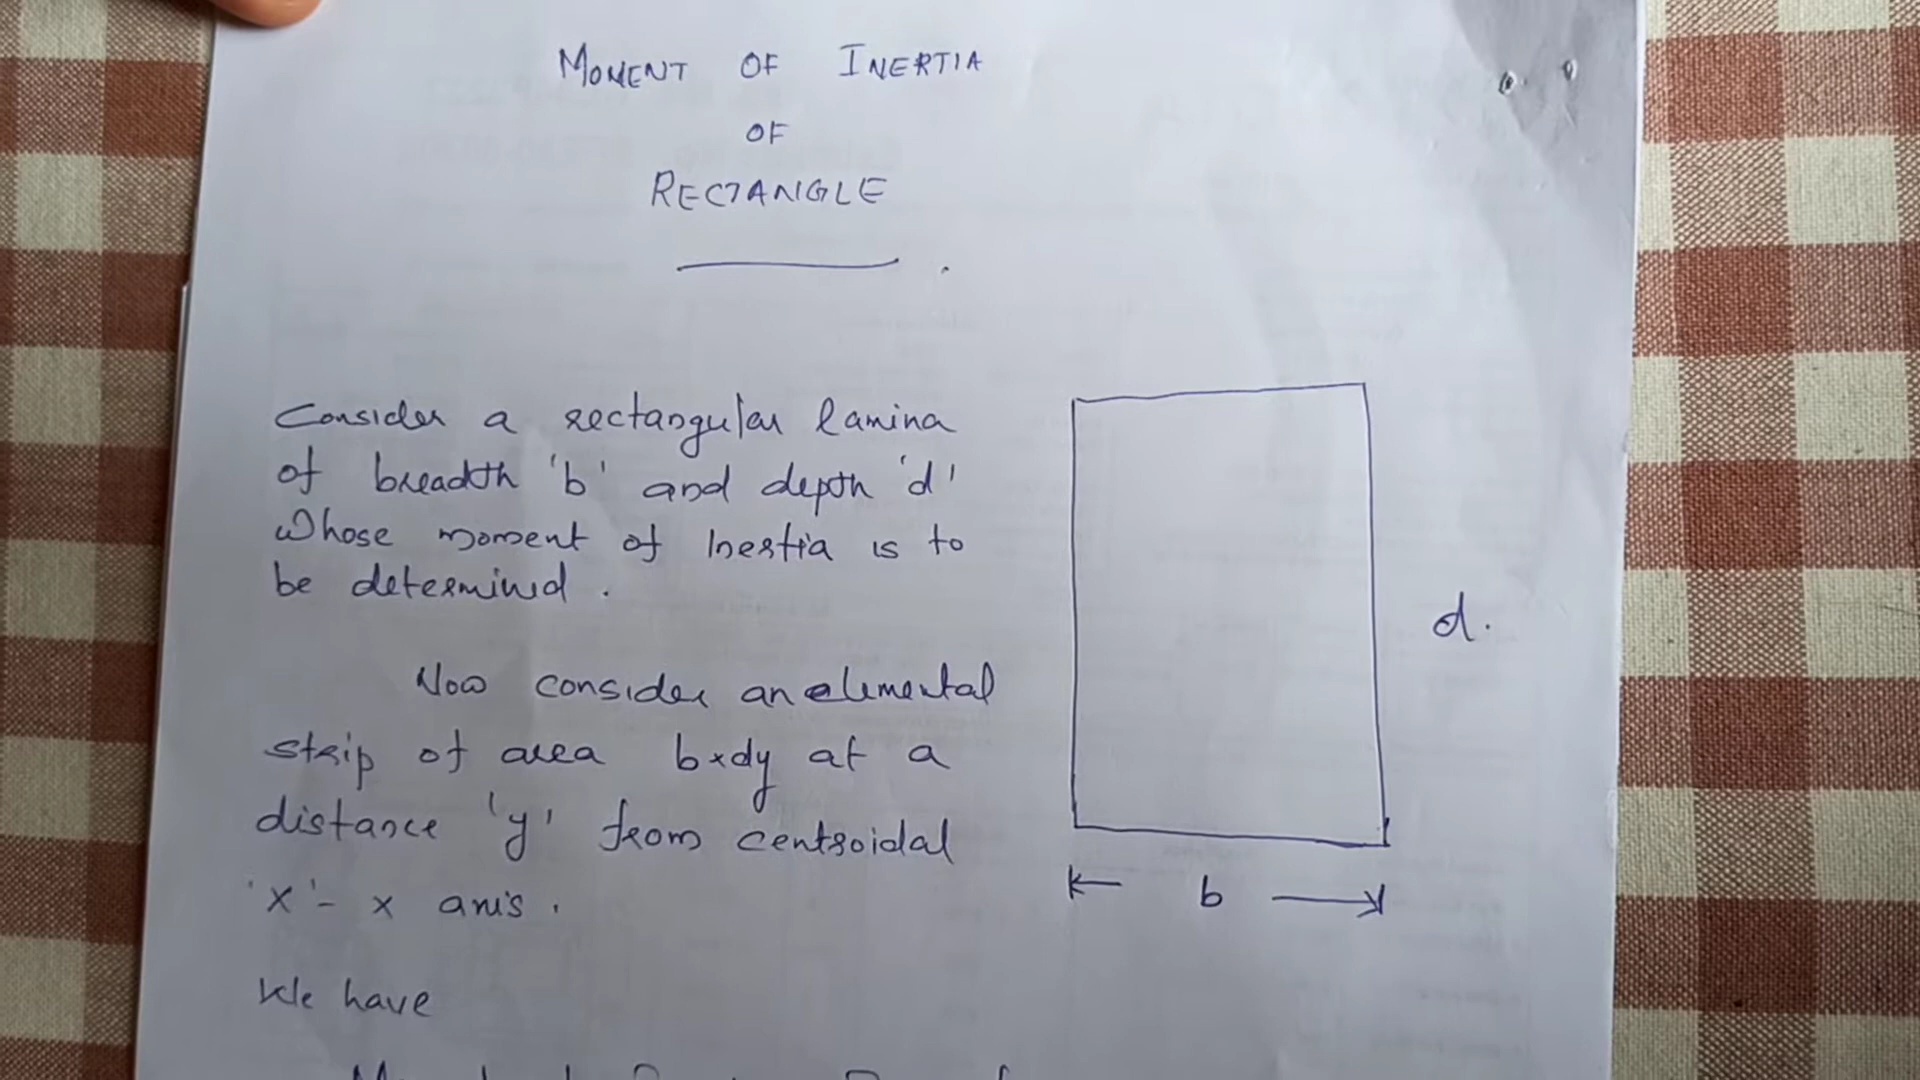 MOMENT OF INERTIA
OF
RECTANGLE
Consider a rectangular lamina
of breadth 'b' and depth 'd'
Whose moment of Inertia is to
be determind .
Now consider an elemental
strip of area b×dy at a
distance 'y' from centroidal
'x' - x axis .
We have
d.
b